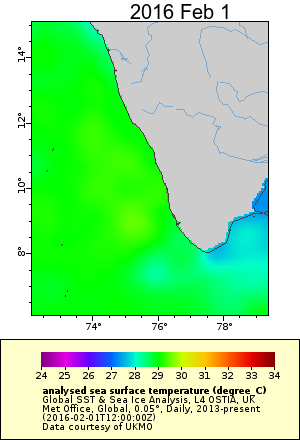 2016 Feb 1
14°
12°
10°
8°
74° 76° 78°
24 25 26 27 28 29 30 31 32 33 34
analysed sea surface temperature (degree_C)
Global SST & Sea Ice Analysis, L4 OSTIA, UK
Met Office, Global, 0.05°, Daily, 2013-present
(2016-02-01T12:00:00Z)
Data courtesy of UKMO